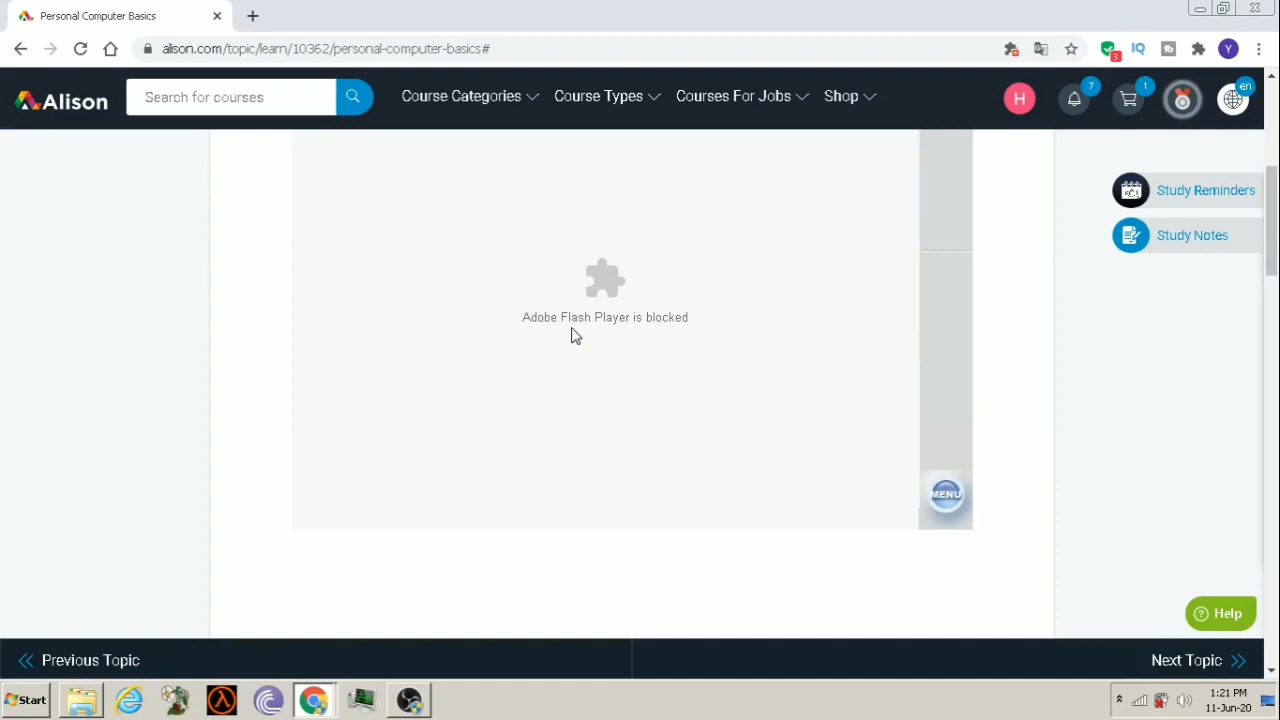 Personal Computer Basics
alison.com/topic/learn/10362/personal-computer-basics#
3
IQ
Y
Alison
Search for courses
Course Categories
Course Types
Courses For Jobs
Shop
H
7
1
en
Study Reminders
Study Notes
Adobe Flash Player is blocked
MENU
Help
Previous Topic
Next Topic
Start
1:21 PM
11-Jun-20